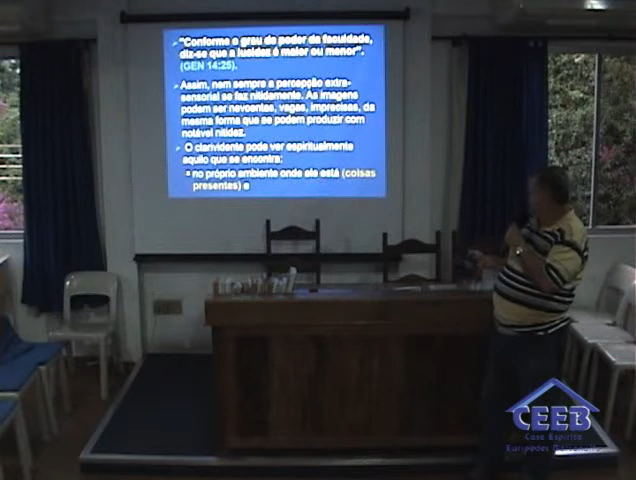 "Conforme o grau de poder da faculdade,
diz-se que a lucidez é maior ou menor".
(GEN 14:25).
Assim, nem sempre a percepção extra-
sensorial se faz nitidamente. As imagens
podem ser nevoentas, vagas, imprecisas, da
mesma forma que se podem produzir com
notável nitidez.
O clarividente pode ver espiritualmente
aquilo que se encontra:
no próprio ambiente onde ele está (coisas
presentes) e
CEEB
Casa Espírita
Eurípedes